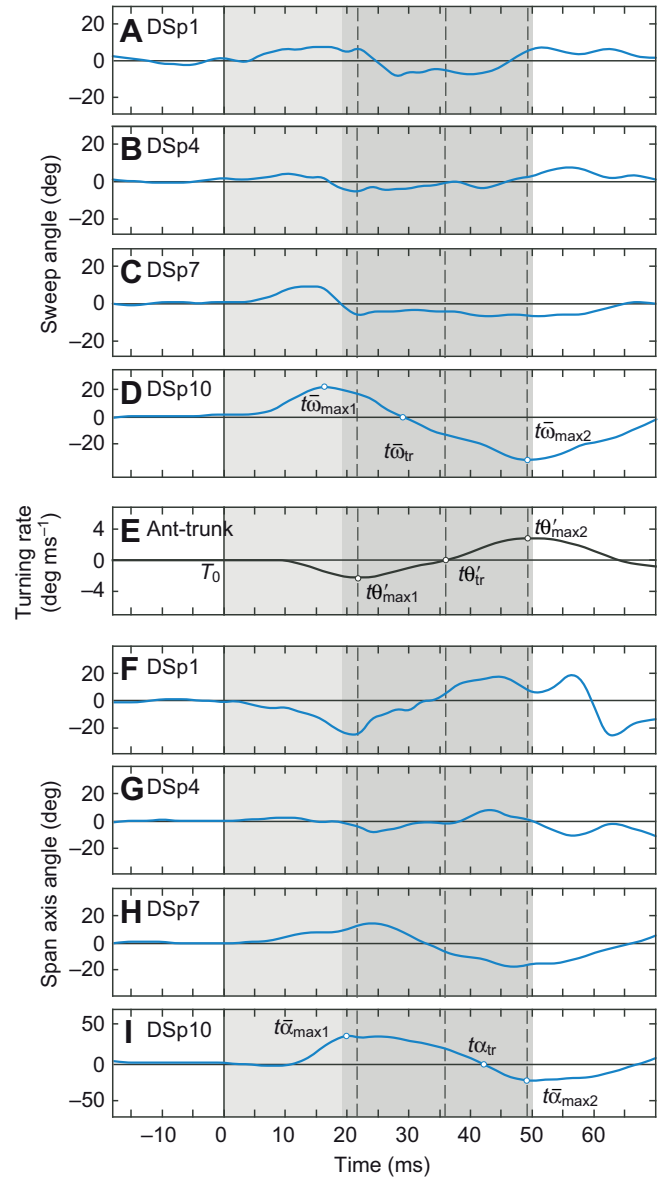 A DSp1
20
0
–20
B DSp4
20
0
–20
Sweep angle (deg)
C DSp7
20
0
–20
D DSp10
20
0
–20
tω̄max1
tω̄tr
tω̄max2
E Ant-trunk
4
0
–4
Turning rate
(deg ms–1)
T0
tθ′max1
tθ′tr
tθ′max2
F DSp1
20
0
–20
G DSp4
20
0
–20
Span axis angle (deg)
H DSp7
20
0
–20
I DSp10
50
0
–50
tᾱmax1
tαtr
tᾱmax2
–10 0 10 20 30 40 50 60
Time (ms)